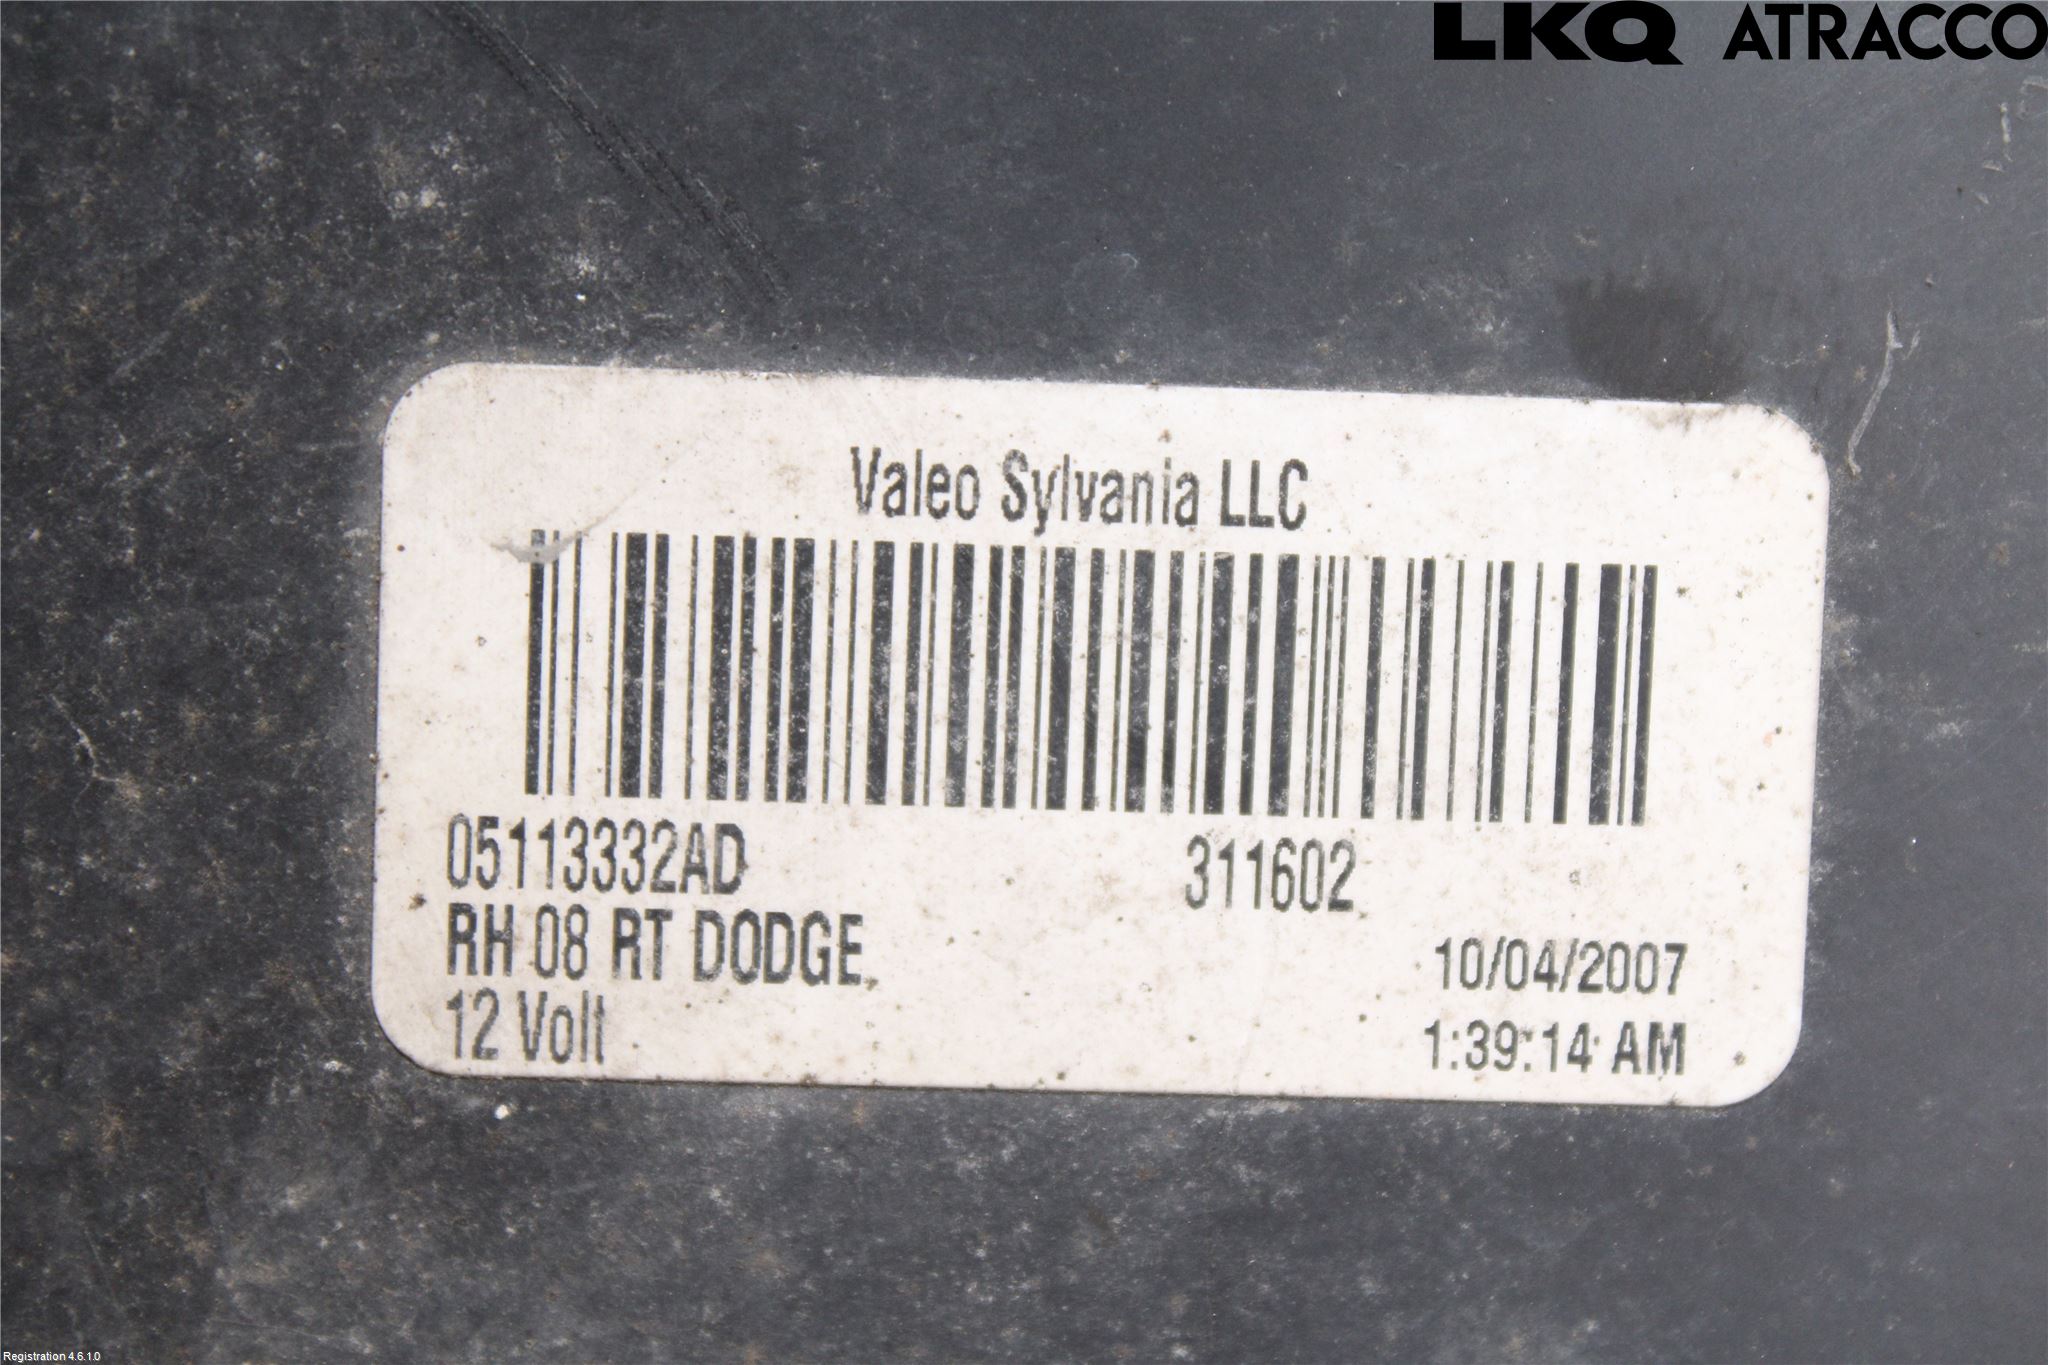 LKQ ATRACCO
Valeo Sylvania LLC
05113332AD 311602
RH 08 RT DODGE
10/04/2007
12 Volt
1:39:14 AM
Registration 4.6.1.0